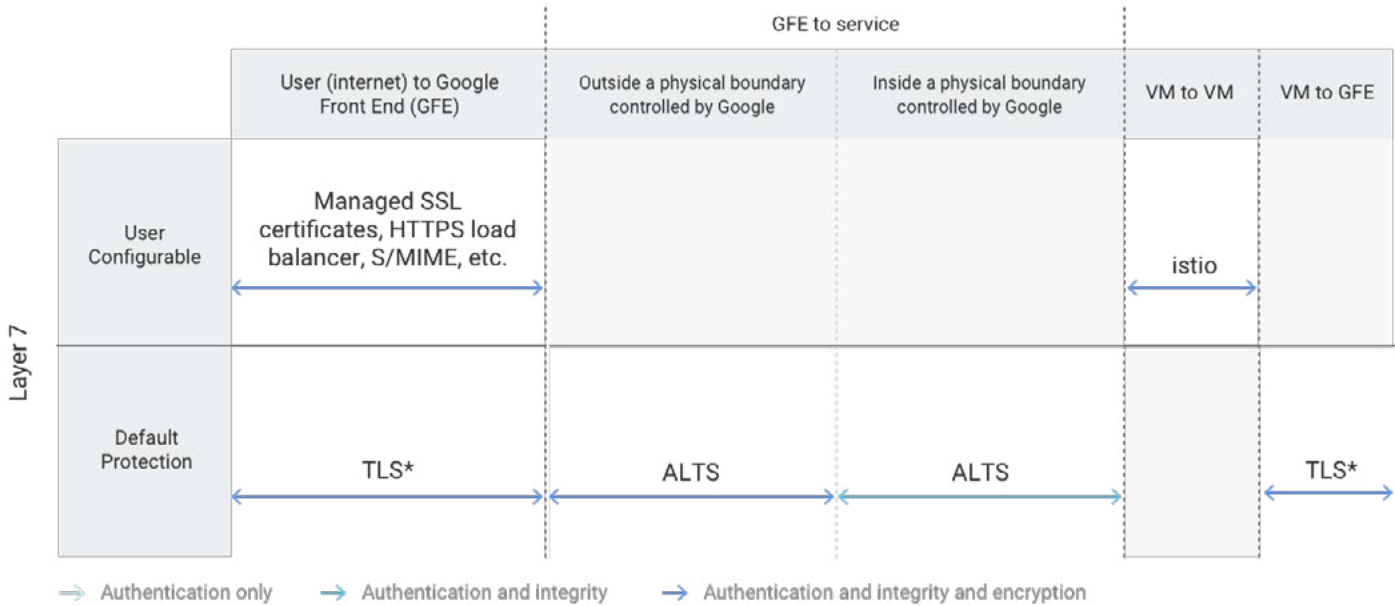 GFE to service
User (internet) to Google
Front End (GFE)
Outside a physical boundary
controlled by Google
Inside a physical boundary
controlled by Google
VM to VM
VM to GFE
Layer 7
User
Configurable
Managed SSL
certificates, HTTPS load
balancer, S/MIME, etc.
istio
Default
Protection
TLS*
ALTS
ALTS
TLS*
Authentication only
Authentication and integrity
Authentication and integrity and encryption